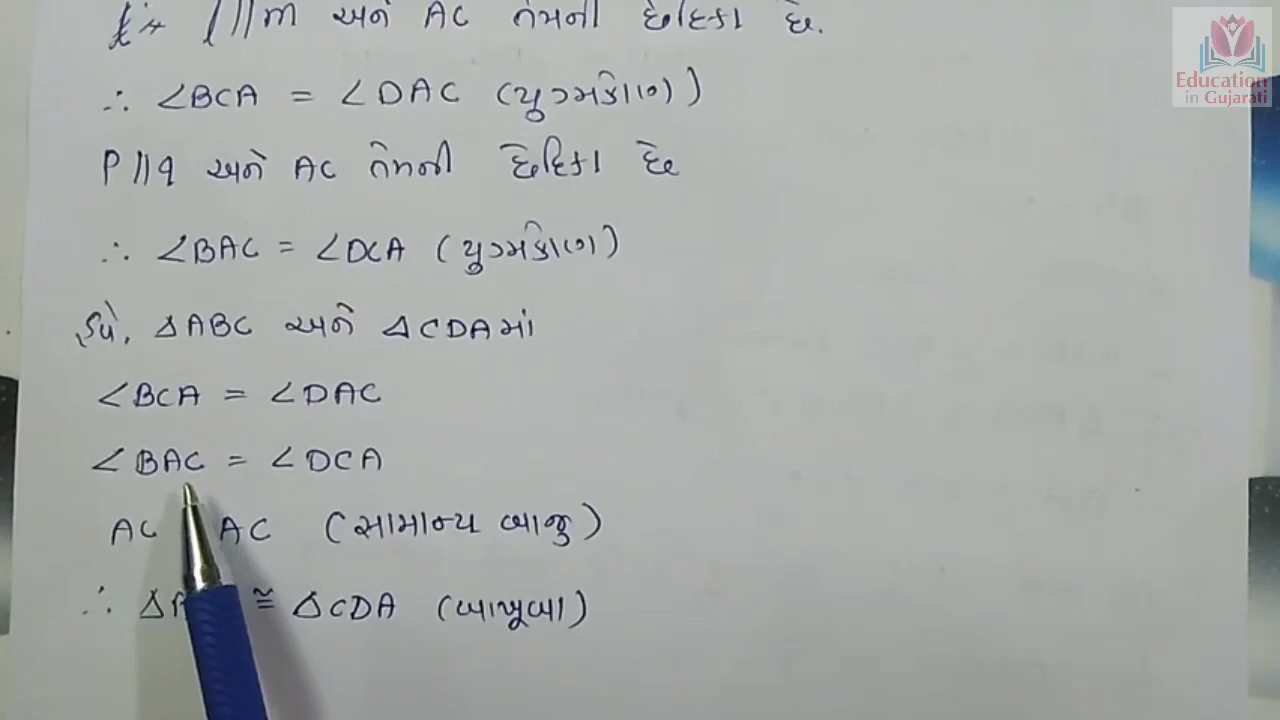 l || m અને AC તેમની છેદિકા છે.
∴ ∠BCA = ∠DAC (યુગ્મકોણ)
P || q અને AC તેમની છેદિકા છે
∴ ∠BAC = ∠DCA (યુગ્મકોણ)
હવે, ΔABC અને ΔCDAમાં
∠BCA = ∠DAC
∠BAC = ∠DCA
AC AC (સામાન્ય બાજુ)
∴ Δ ≅ ΔCDA (ખાબૂખા)
Education
in Gujarati